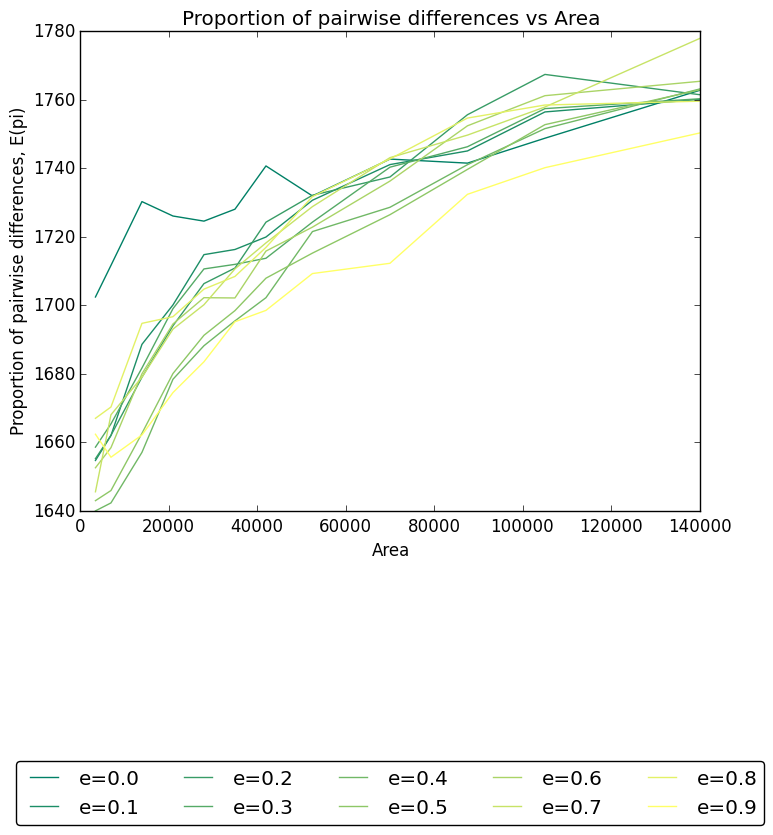 Proportion of pairwise differences vs Area
Proportion of pairwise differences, E(pi)
1780
1760
1740
1720
1700
1680
1660
1640
0 20000 40000 60000 80000 100000 120000 140000
Area
e=0.0 e=0.2 e=0.4 e=0.6 e=0.8
e=0.1 e=0.3 e=0.5 e=0.7 e=0.9